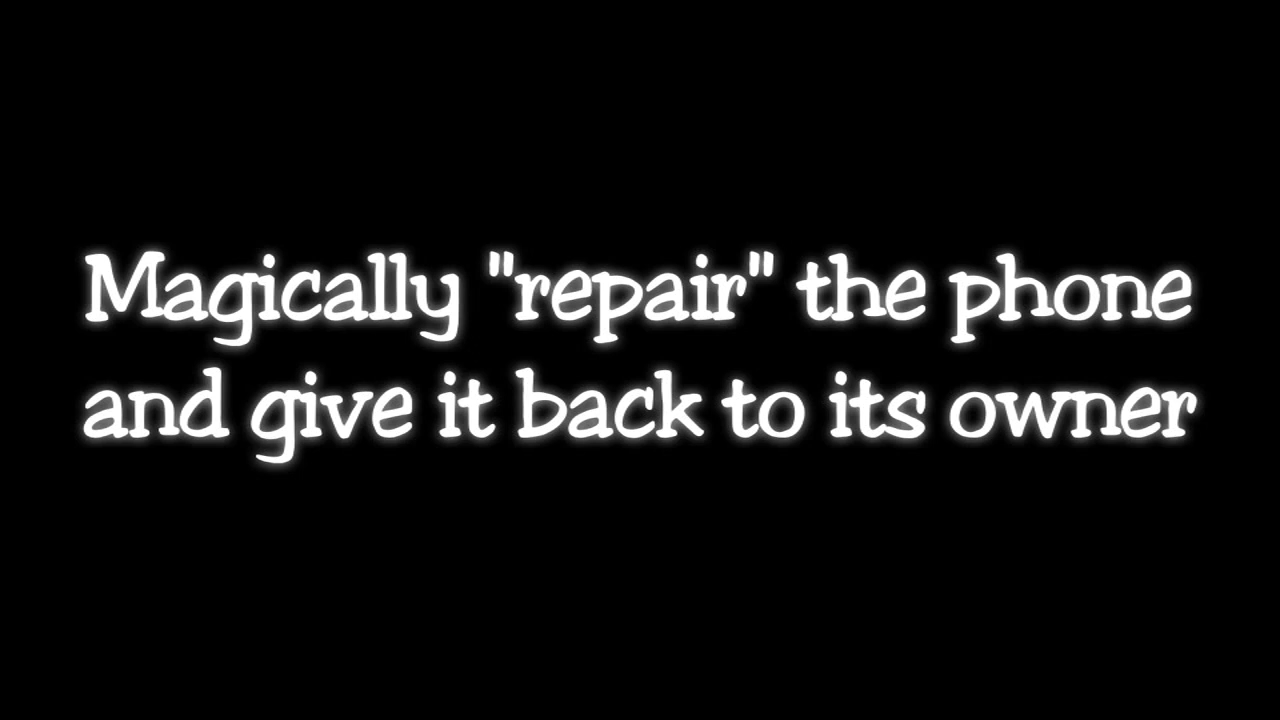 Magically "repair" the phone
and give it back to its owner